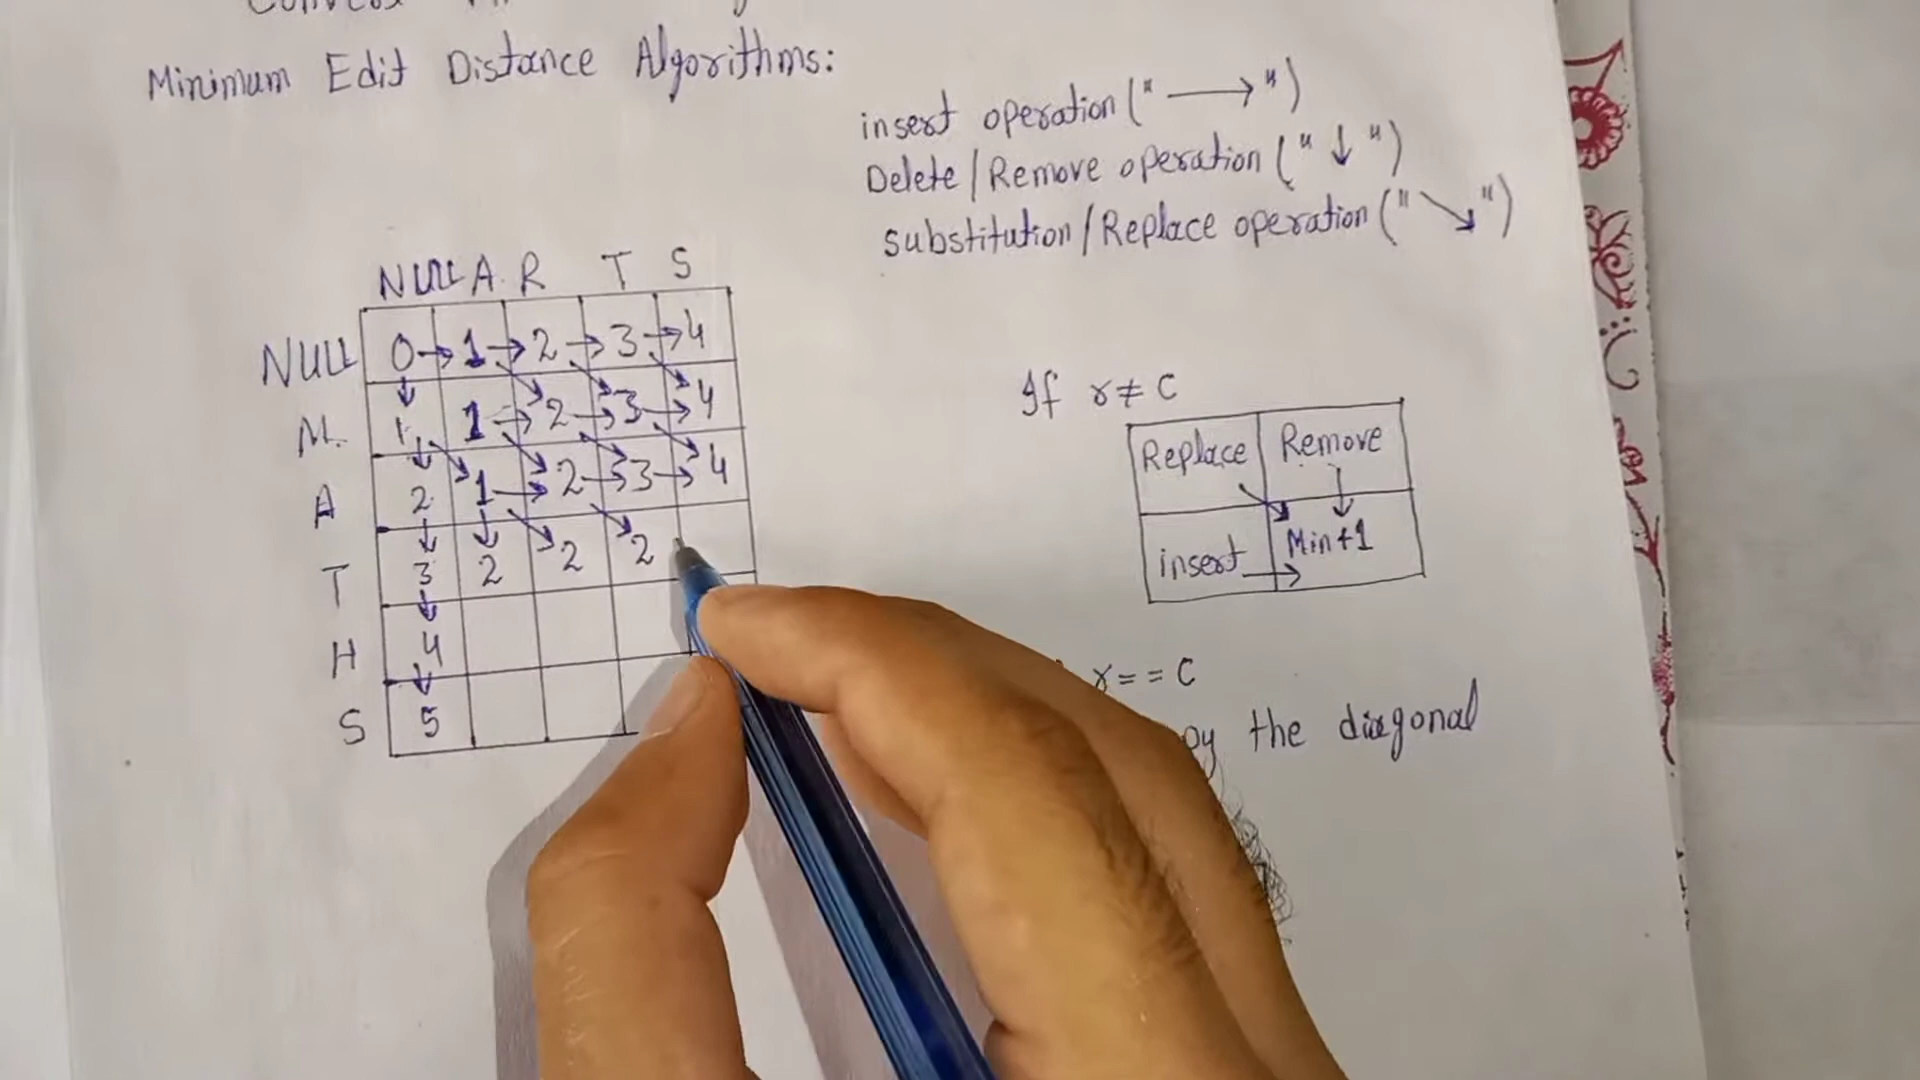 Minimum Edit Distance Algorithms:
insert operation (" → ")
Delete/Remove operation (" ↓ ")
substitution/Replace operation (" ↘ ")
NULL A. R T S
NULL 0 → 1 → 2 → 3 → 4
M. 1 1 → 2 → 3 → 4
A 2 1 → 2 → 3 → 4
T 3 2 2 2
H 4
S 5
If r ≠ c
Replace Remove
insert → Min+1
r == c
the diagonal